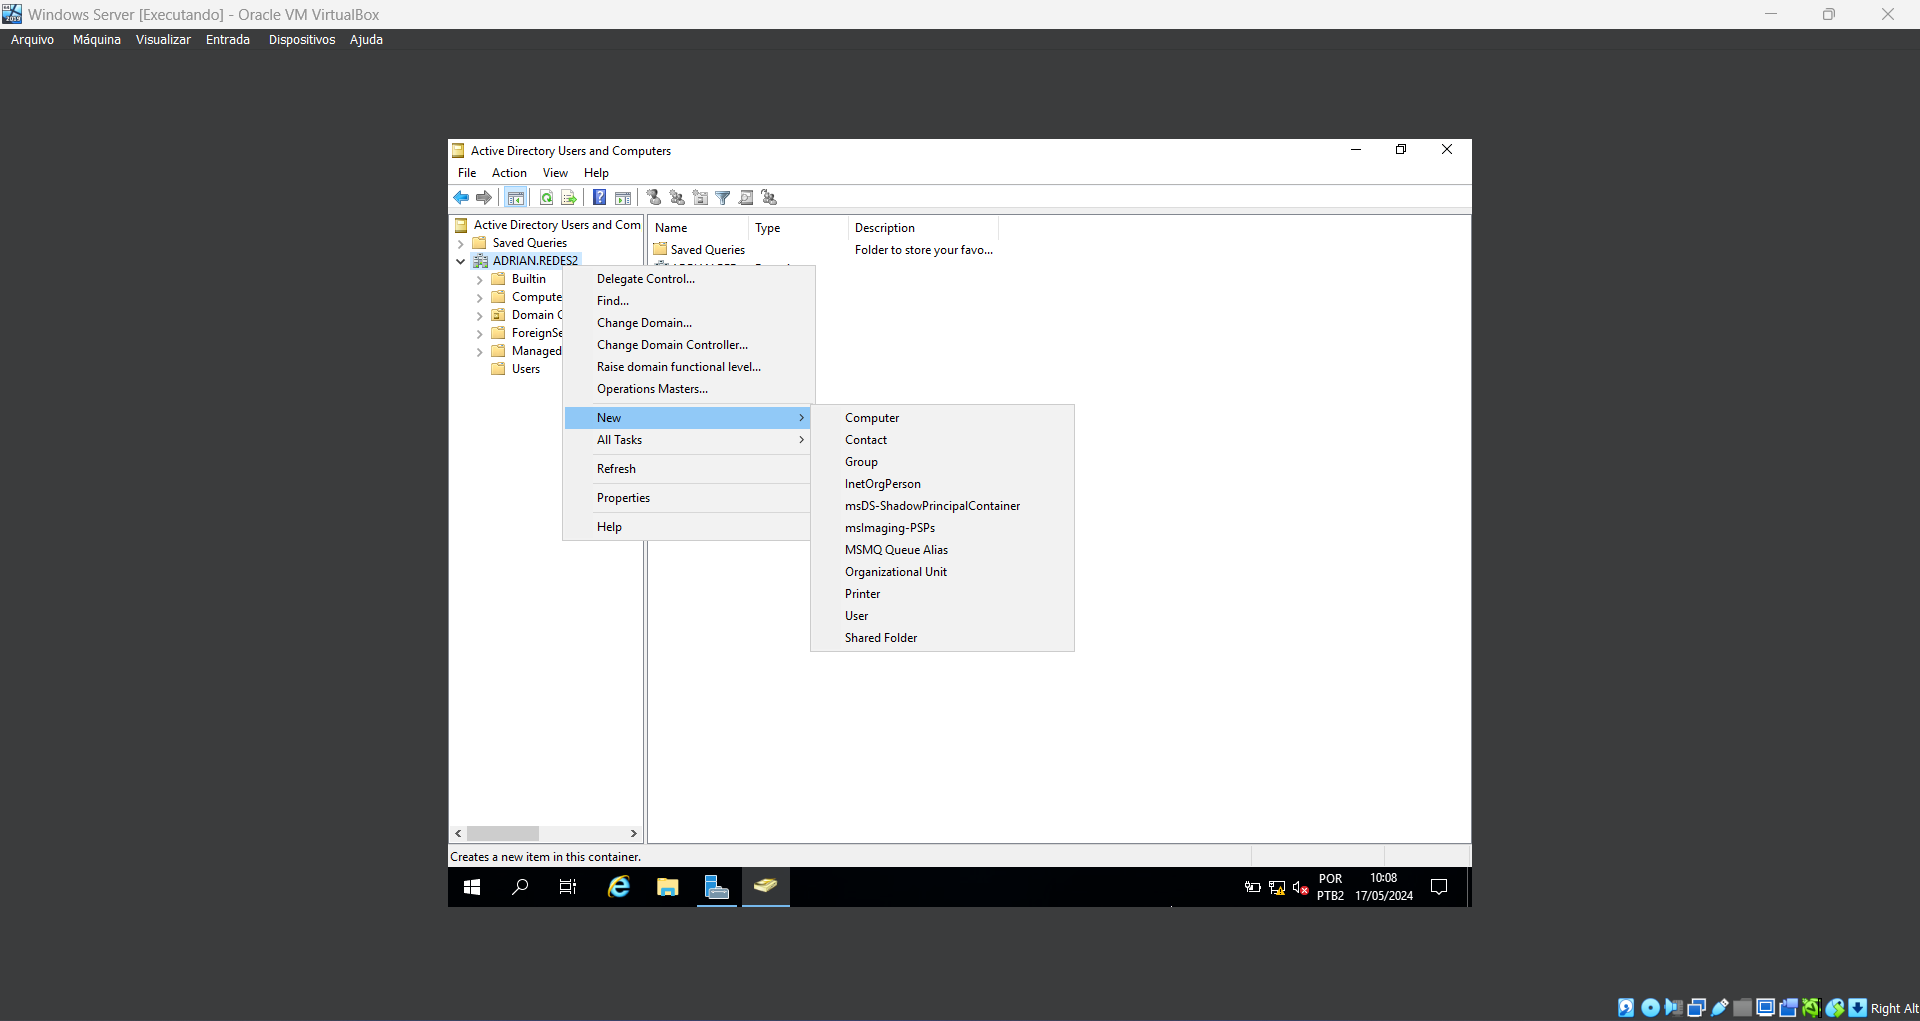 Windows Server [Executando] - Oracle VM VirtualBox
Arquivo Máquina Visualizar Entrada Dispositivos Ajuda
Active Directory Users and Computers
File Action View Help
Active Directory Users and Com
Saved Queries
ADRIAN.REDES2
Builtin
Compute
Domain C
ForeignSe
Managed
Users
Name Type Description
Saved Queries Folder to store your favo...
Delegate Control...
Find...
Change Domain...
Change Domain Controller...
Raise domain functional level...
Operations Masters...
New
All Tasks
Refresh
Properties
Help
Computer
Contact
Group
InetOrgPerson
msDS-ShadowPrincipalContainer
msImaging-PSPs
MSMQ Queue Alias
Organizational Unit
Printer
User
Shared Folder
Creates a new item in this container.
POR
PTB2
10:08
17/05/2024
Right Alt